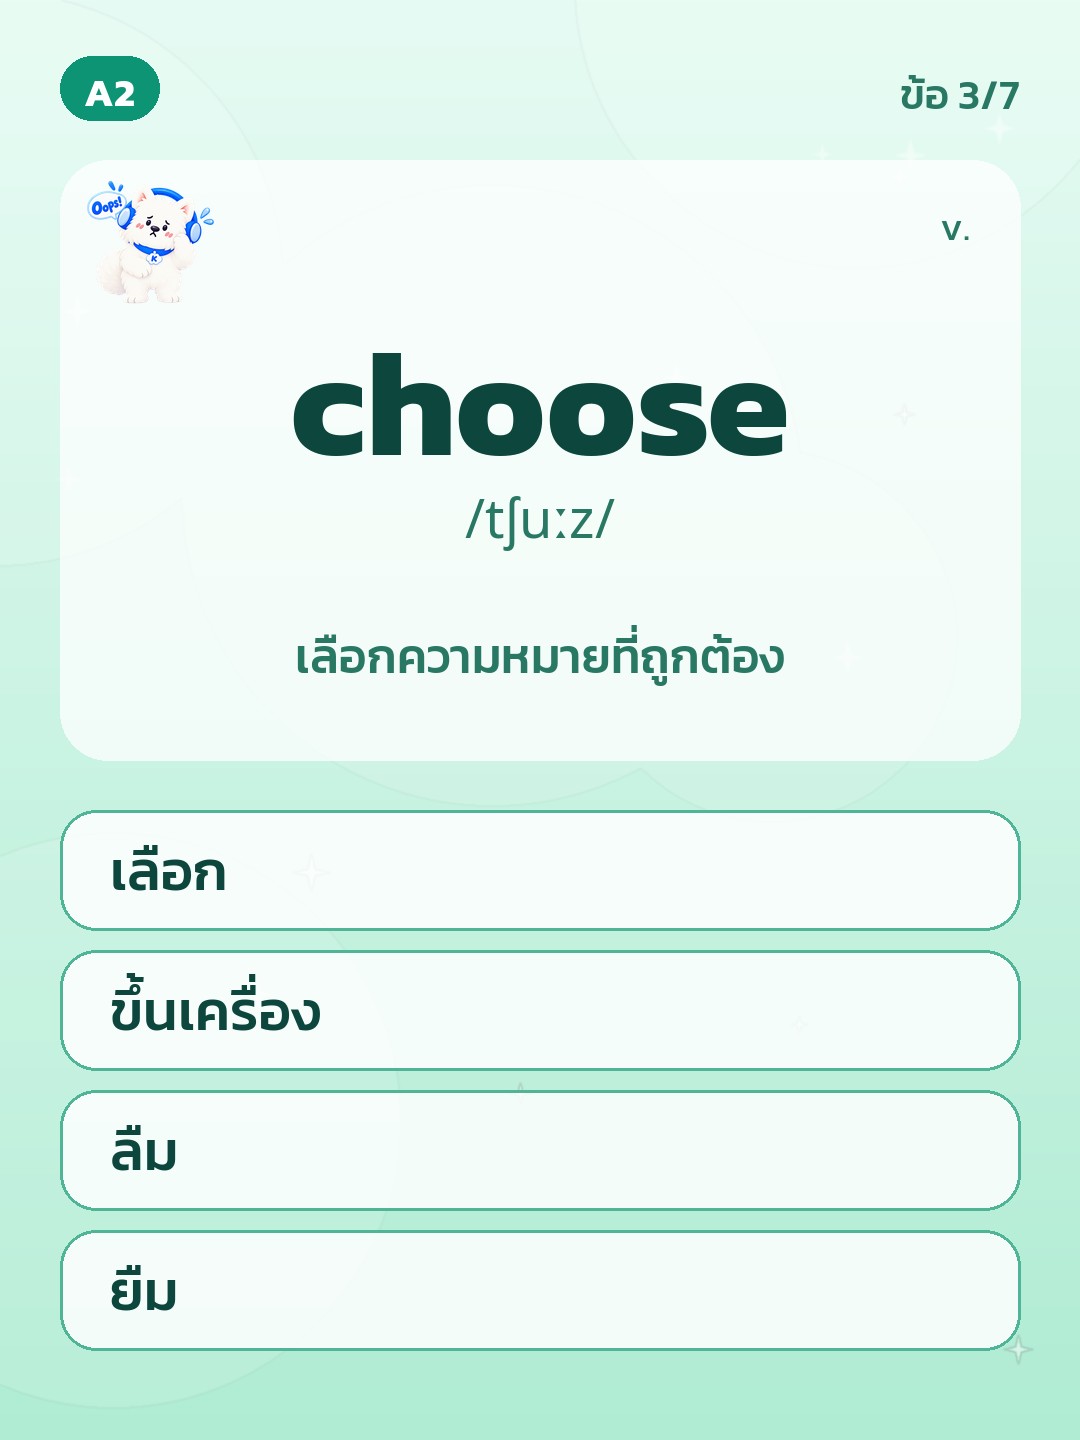 A2
ข้อ 3/7
Oops!
v.
K
choose
/tʃuːz/
เลือกความหมายที่ถูกต้อง
เลือก
ขึ้นเครื่อง
ลืม
ยืม